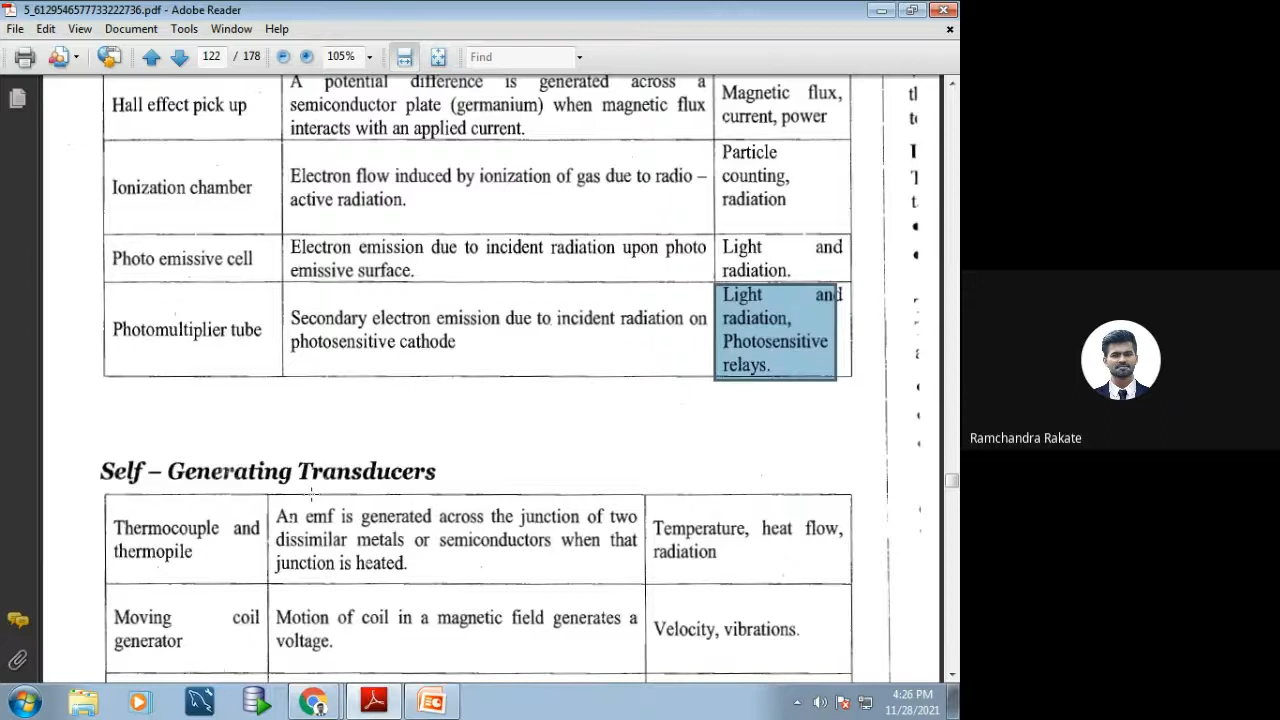 5_6129546577733222736.pdf - Adobe Reader
File Edit View Document Tools Window Help
122 / 178 105% Find
A potential difference is generated across a
Hall effect pick up
semiconductor plate (germanium) when magnetic flux
interacts with an applied current.
Magnetic flux,
current, power
Ionization chamber
Electron flow induced by ionization of gas due to radio –
active radiation.
Particle
counting,
radiation
Photo emissive cell
Electron emission due to incident radiation upon photo
emissive surface.
Light and
radiation.
Photomultiplier tube
Secondary electron emission due to incident radiation on
photosensitive cathode
Light and
radiation,
Photosensitive
relays.
Self – Generating Transducers
Thermocouple and
thermopile
An emf is generated across the junction of two
dissimilar metals or semiconductors when that
junction is heated.
Temperature, heat flow,
radiation
Moving coil
generator
Motion of coil in a magnetic field generates a
voltage.
Velocity, vibrations.
Ramchandra Rakate
4:26 PM
11/28/2021